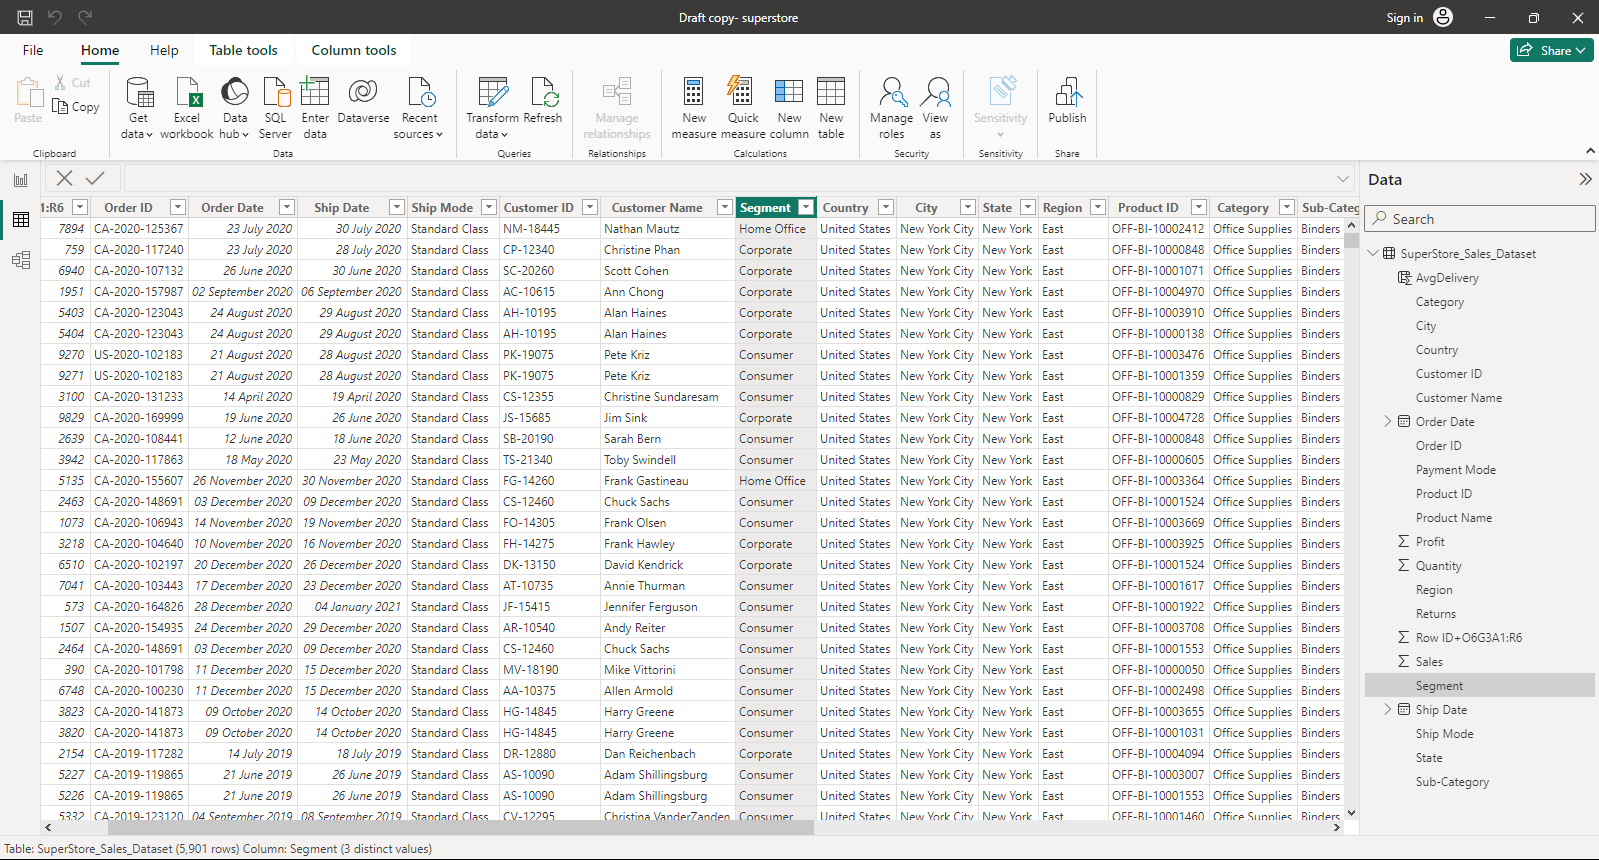 Draft copy- superstore
Sign in
File Home Help Table tools Column tools
Share
Paste
Cut
Copy
Get data
Excel workbook
Data hub
SQL Server
Enter data
Dataverse
Recent sources
Transform data
Refresh
Manage relationships
New measure
Quick measure
New column
New table
Manage roles
View as
Sensitivity
Publish
Clipboard Data Queries Relationships Calculations Security Sensitivity Share
1:R6 Order ID Order Date Ship Date Ship Mode Customer ID Customer Name Segment Country City State Region Product ID Category Sub-Categ
7894 CA-2020-125367 23 July 2020 30 July 2020 Standard Class NM-18445 Nathan Mautz Home Office United States New York City New York East OFF-BI-10002412 Office Supplies Binders
759 CA-2020-117240 23 July 2020 28 July 2020 Standard Class CP-12340 Christine Phan Corporate United States New York City New York East OFF-BI-10000848 Office Supplies Binders
6940 CA-2020-107132 26 June 2020 30 June 2020 Standard Class SC-20260 Scott Cohen Corporate United States New York City New York East OFF-BI-10001071 Office Supplies Binders
1951 CA-2020-157987 02 September 2020 06 September 2020 Standard Class AC-10615 Ann Chong Corporate United States New York City New York East OFF-BI-10004970 Office Supplies Binders
5403 CA-2020-123043 24 August 2020 29 August 2020 Standard Class AH-10195 Alan Haines Corporate United States New York City New York East OFF-BI-10003910 Office Supplies Binders
5404 CA-2020-123043 24 August 2020 29 August 2020 Standard Class AH-10195 Alan Haines Corporate United States New York City New York East OFF-BI-10000138 Office Supplies Binders
9270 US-2020-102183 21 August 2020 28 August 2020 Standard Class PK-19075 Pete Kriz Consumer United States New York City New York East OFF-BI-10003476 Office Supplies Binders
9271 US-2020-102183 21 August 2020 28 August 2020 Standard Class PK-19075 Pete Kriz Consumer United States New York City New York East OFF-BI-10001359 Office Supplies Binders
3100 CA-2020-131233 14 April 2020 19 April 2020 Standard Class CS-12355 Christine Sundaresam Consumer United States New York City New York East OFF-BI-10000829 Office Supplies Binders
9829 CA-2020-169999 19 June 2020 26 June 2020 Standard Class JS-15685 Jim Sink Corporate United States New York City New York East OFF-BI-10004728 Office Supplies Binders
2639 CA-2020-108441 12 June 2020 18 June 2020 Standard Class SB-20190 Sarah Bern Consumer United States New York City New York East OFF-BI-10000848 Office Supplies Binders
3942 CA-2020-117863 18 May 2020 23 May 2020 Standard Class TS-21340 Toby Swindell Consumer United States New York City New York East OFF-BI-10000605 Office Supplies Binders
5135 CA-2020-155607 26 November 2020 30 November 2020 Standard Class FG-14260 Frank Gastineau Home Office United States New York City New York East OFF-BI-10003364 Office Supplies Binders
2463 CA-2020-148691 03 December 2020 09 December 2020 Standard Class CS-12460 Chuck Sachs Consumer United States New York City New York East OFF-BI-10001524 Office Supplies Binders
1073 CA-2020-106943 14 November 2020 19 November 2020 Standard Class FO-14305 Frank Olsen Consumer United States New York City New York East OFF-BI-10003669 Office Supplies Binders
3218 CA-2020-104640 10 November 2020 16 November 2020 Standard Class FH-14275 Frank Hawley Corporate United States New York City New York East OFF-BI-10003925 Office Supplies Binders
6510 CA-2020-102197 20 December 2020 26 December 2020 Standard Class DK-13150 David Kendrick Corporate United States New York City New York East OFF-BI-10001524 Office Supplies Binders
7041 CA-2020-103443 17 December 2020 23 December 2020 Standard Class AT-10735 Annie Thurman Consumer United States New York City New York East OFF-BI-10001617 Office Supplies Binders
573 CA-2020-164826 28 December 2020 04 January 2021 Standard Class JF-15415 Jennifer Ferguson Consumer United States New York City New York East OFF-BI-10001922 Office Supplies Binders
1507 CA-2020-154935 24 December 2020 29 December 2020 Standard Class AR-10540 Andy Reiter Consumer United States New York City New York East OFF-BI-10003708 Office Supplies Binders
2464 CA-2020-148691 03 December 2020 09 December 2020 Standard Class CS-12460 Chuck Sachs Consumer United States New York City New York East OFF-BI-10001553 Office Supplies Binders
390 CA-2020-101798 11 December 2020 15 December 2020 Standard Class MV-18190 Mike Vittorini Consumer United States New York City New York East OFF-BI-10000050 Office Supplies Binders
6748 CA-2020-100230 11 December 2020 15 December 2020 Standard Class AA-10375 Allen Armold Consumer United States New York City New York East OFF-BI-10002498 Office Supplies Binders
3823 CA-2020-141873 09 October 2020 14 October 2020 Standard Class HG-14845 Harry Greene Consumer United States New York City New York East OFF-BI-10003655 Office Supplies Binders
3820 CA-2020-141873 09 October 2020 14 October 2020 Standard Class HG-14845 Harry Greene Consumer United States New York City New York East OFF-BI-10001031 Office Supplies Binders
2154 CA-2019-117282 14 July 2019 18 July 2019 Standard Class DR-12880 Dan Reichenbach Corporate United States New York City New York East OFF-BI-10004094 Office Supplies Binders
5227 CA-2019-119865 21 June 2019 26 June 2019 Standard Class AS-10090 Adam Shillingsburg Consumer United States New York City New York East OFF-BI-10003007 Office Supplies Binders
5226 CA-2019-119865 21 June 2019 26 June 2019 Standard Class AS-10090 Adam Shillingsburg Consumer United States New York City New York East OFF-BI-10001553 Office Supplies Binders
5332 CA-2019-123120 04 September 2019 08 September 2019 Standard Class CV-12295 Christina VanderZanden Consumer United States New York City New York East OFF-BI-10001460 Office Supplies Binders
Data
Search
SuperStore_Sales_Dataset
AvgDelivery
Category
City
Country
Customer ID
Customer Name
Order Date
Order ID
Payment Mode
Product ID
Product Name
Profit
Quantity
Region
Returns
Row ID+O6G3A1:R6
Sales
Segment
Ship Date
Ship Mode
State
Sub-Category
Table: SuperStore_Sales_Dataset (5,901 rows) Column: Segment (3 distinct values)